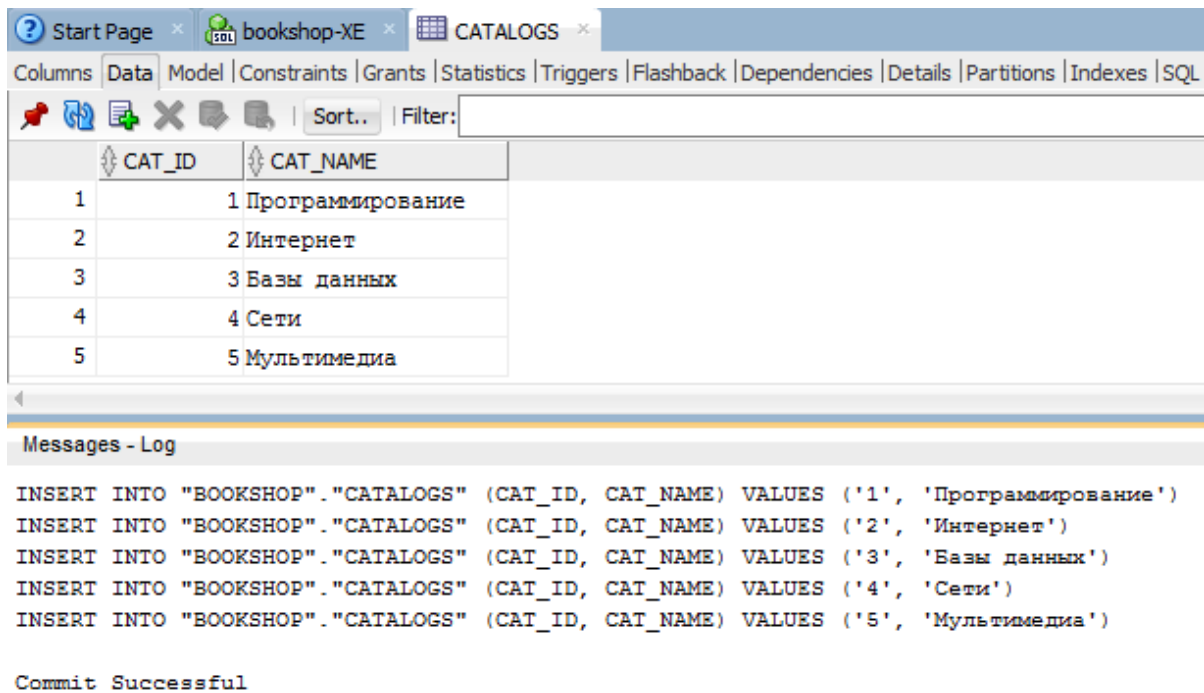 Start Page bookshop-XE CATALOGS
Columns Data Model |Constraints |Grants |Statistics |Triggers |Flashback |Dependencies |Details |Partitions |Indexes |SQL
Sort.. Filter:
CAT_ID CAT_NAME
1 1 Программирование
2 2 Интернет
3 3 Базы данных
4 4 Сети
5 5 Мультимедиа
Messages - Log
INSERT INTO "BOOKSHOP"."CATALOGS" (CAT_ID, CAT_NAME) VALUES ('1', 'Программирование')
INSERT INTO "BOOKSHOP"."CATALOGS" (CAT_ID, CAT_NAME) VALUES ('2', 'Интернет')
INSERT INTO "BOOKSHOP"."CATALOGS" (CAT_ID, CAT_NAME) VALUES ('3', 'Базы данных')
INSERT INTO "BOOKSHOP"."CATALOGS" (CAT_ID, CAT_NAME) VALUES ('4', 'Сети')
INSERT INTO "BOOKSHOP"."CATALOGS" (CAT_ID, CAT_NAME) VALUES ('5', 'Мультимедиа')
Commit Successful